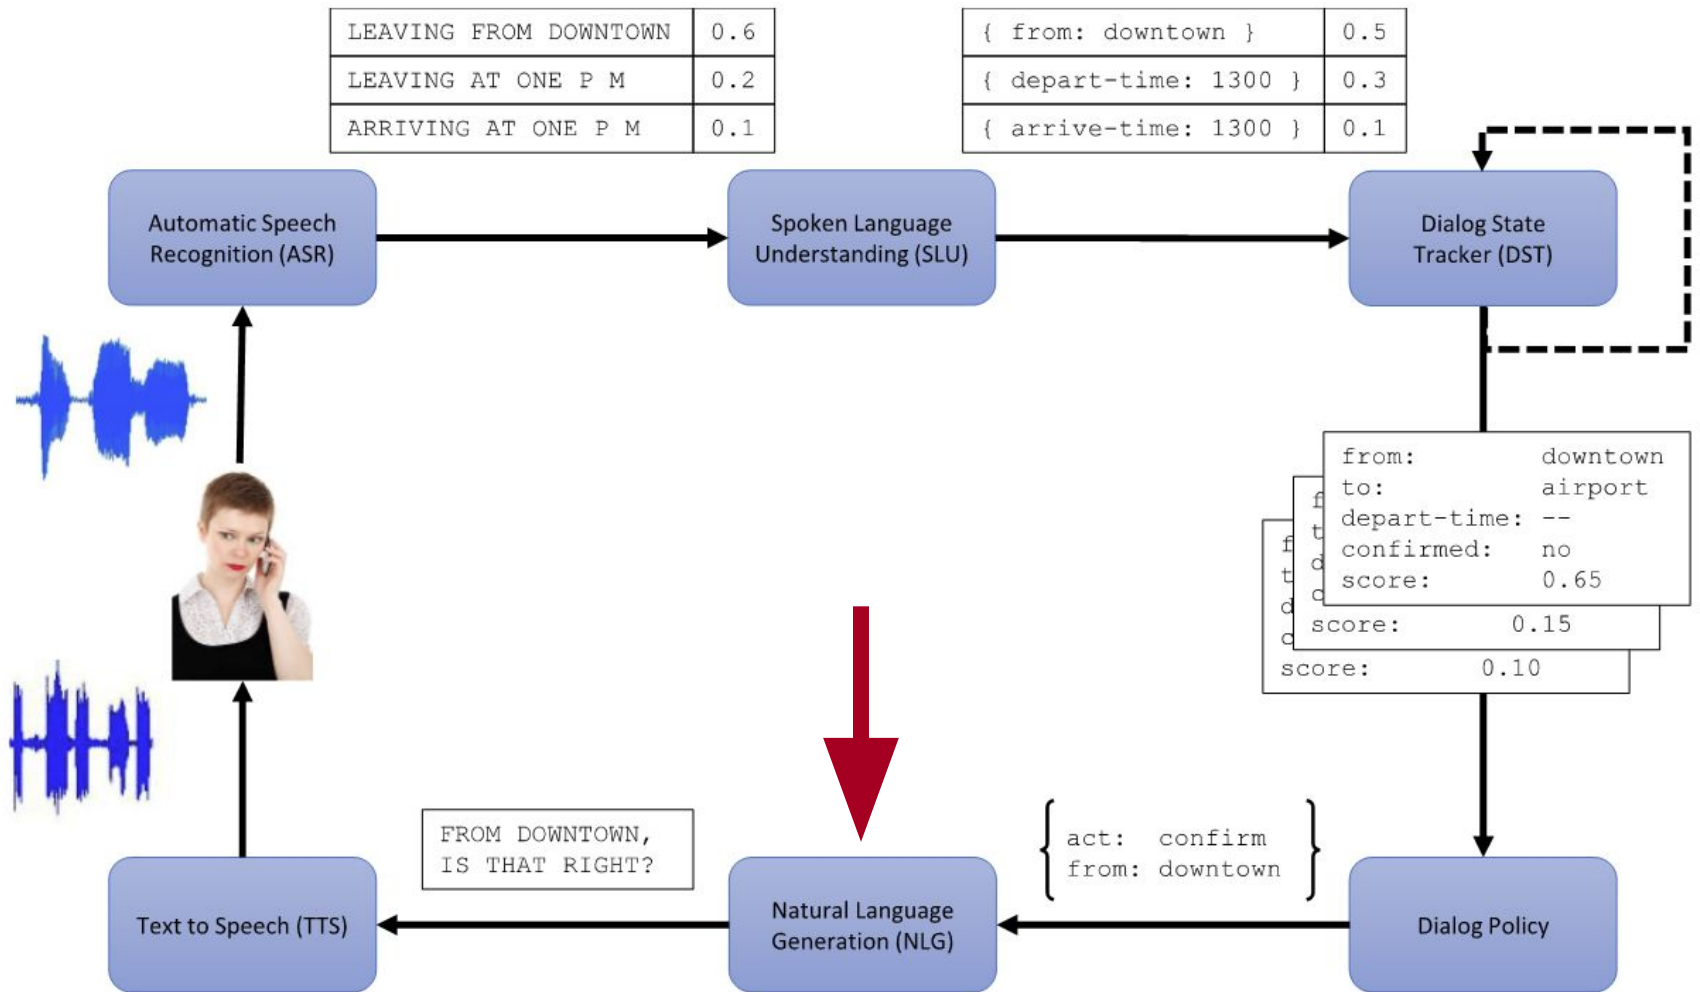 LEAVING FROM DOWNTOWN 0.6
LEAVING AT ONE P M 0.2
ARRIVING AT ONE P M 0.1
{ from: downtown } 0.5
{ depart-time: 1300 } 0.3
{ arrive-time: 1300 } 0.1
Automatic Speech
Recognition (ASR)
Spoken Language
Understanding (SLU)
Dialog State
Tracker (DST)
from: downtown
to: airport
depart-time: --
confirmed: no
score: 0.65
f
t
d
c
score: 0.15
f
t
d
c
score: 0.10
act: confirm
from: downtown
FROM DOWNTOWN,
IS THAT RIGHT?
Text to Speech (TTS)
Natural Language
Generation (NLG)
Dialog Policy